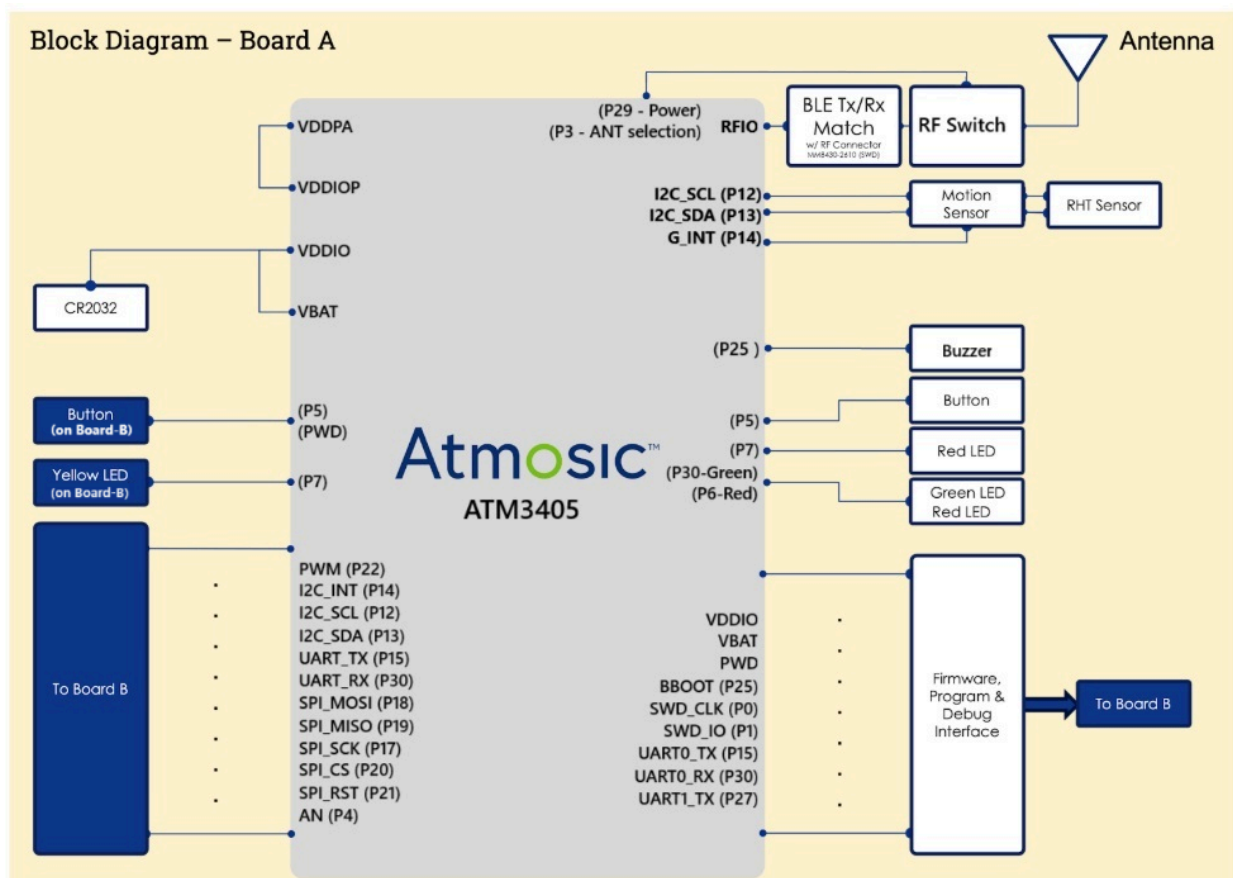 Block Diagram – Board A
Antenna
VDDPA
VDDIOP
VDDIO
VBAT
CR2032
Button
(on Board-B)
(P5)
(PWD)
Yellow LED
(on Board-B)
(P7)
To Board B
PWM (P22)
I2C_INT (P14)
I2C_SCL (P12)
I2C_SDA (P13)
UART_TX (P15)
UART_RX (P30)
SPI_MOSI (P18)
SPI_MISO (P19)
SPI_SCK (P17)
SPI_CS (P20)
SPI_RST (P21)
AN (P4)
Atmosic™
ATM3405
(P29 - Power)
(P3 - ANT selection)
RFIO
BLE Tx/Rx
Match
w/ RF Connector
MM8430-2610 (SWD)
RF Switch
I2C_SCL (P12)
I2C_SDA (P13)
G_INT (P14)
Motion
Sensor
RHT Sensor
(P25 )
Buzzer
(P5)
Button
(P7)
Red LED
(P30-Green)
(P6-Red)
Green LED
Red LED
VDDIO
VBAT
PWD
BBOOT (P25)
SWD_CLK (P0)
SWD_IO (P1)
UART0_TX (P15)
UART0_RX (P30)
UART1_TX (P27)
Firmware,
Program &
Debug
Interface
To Board B